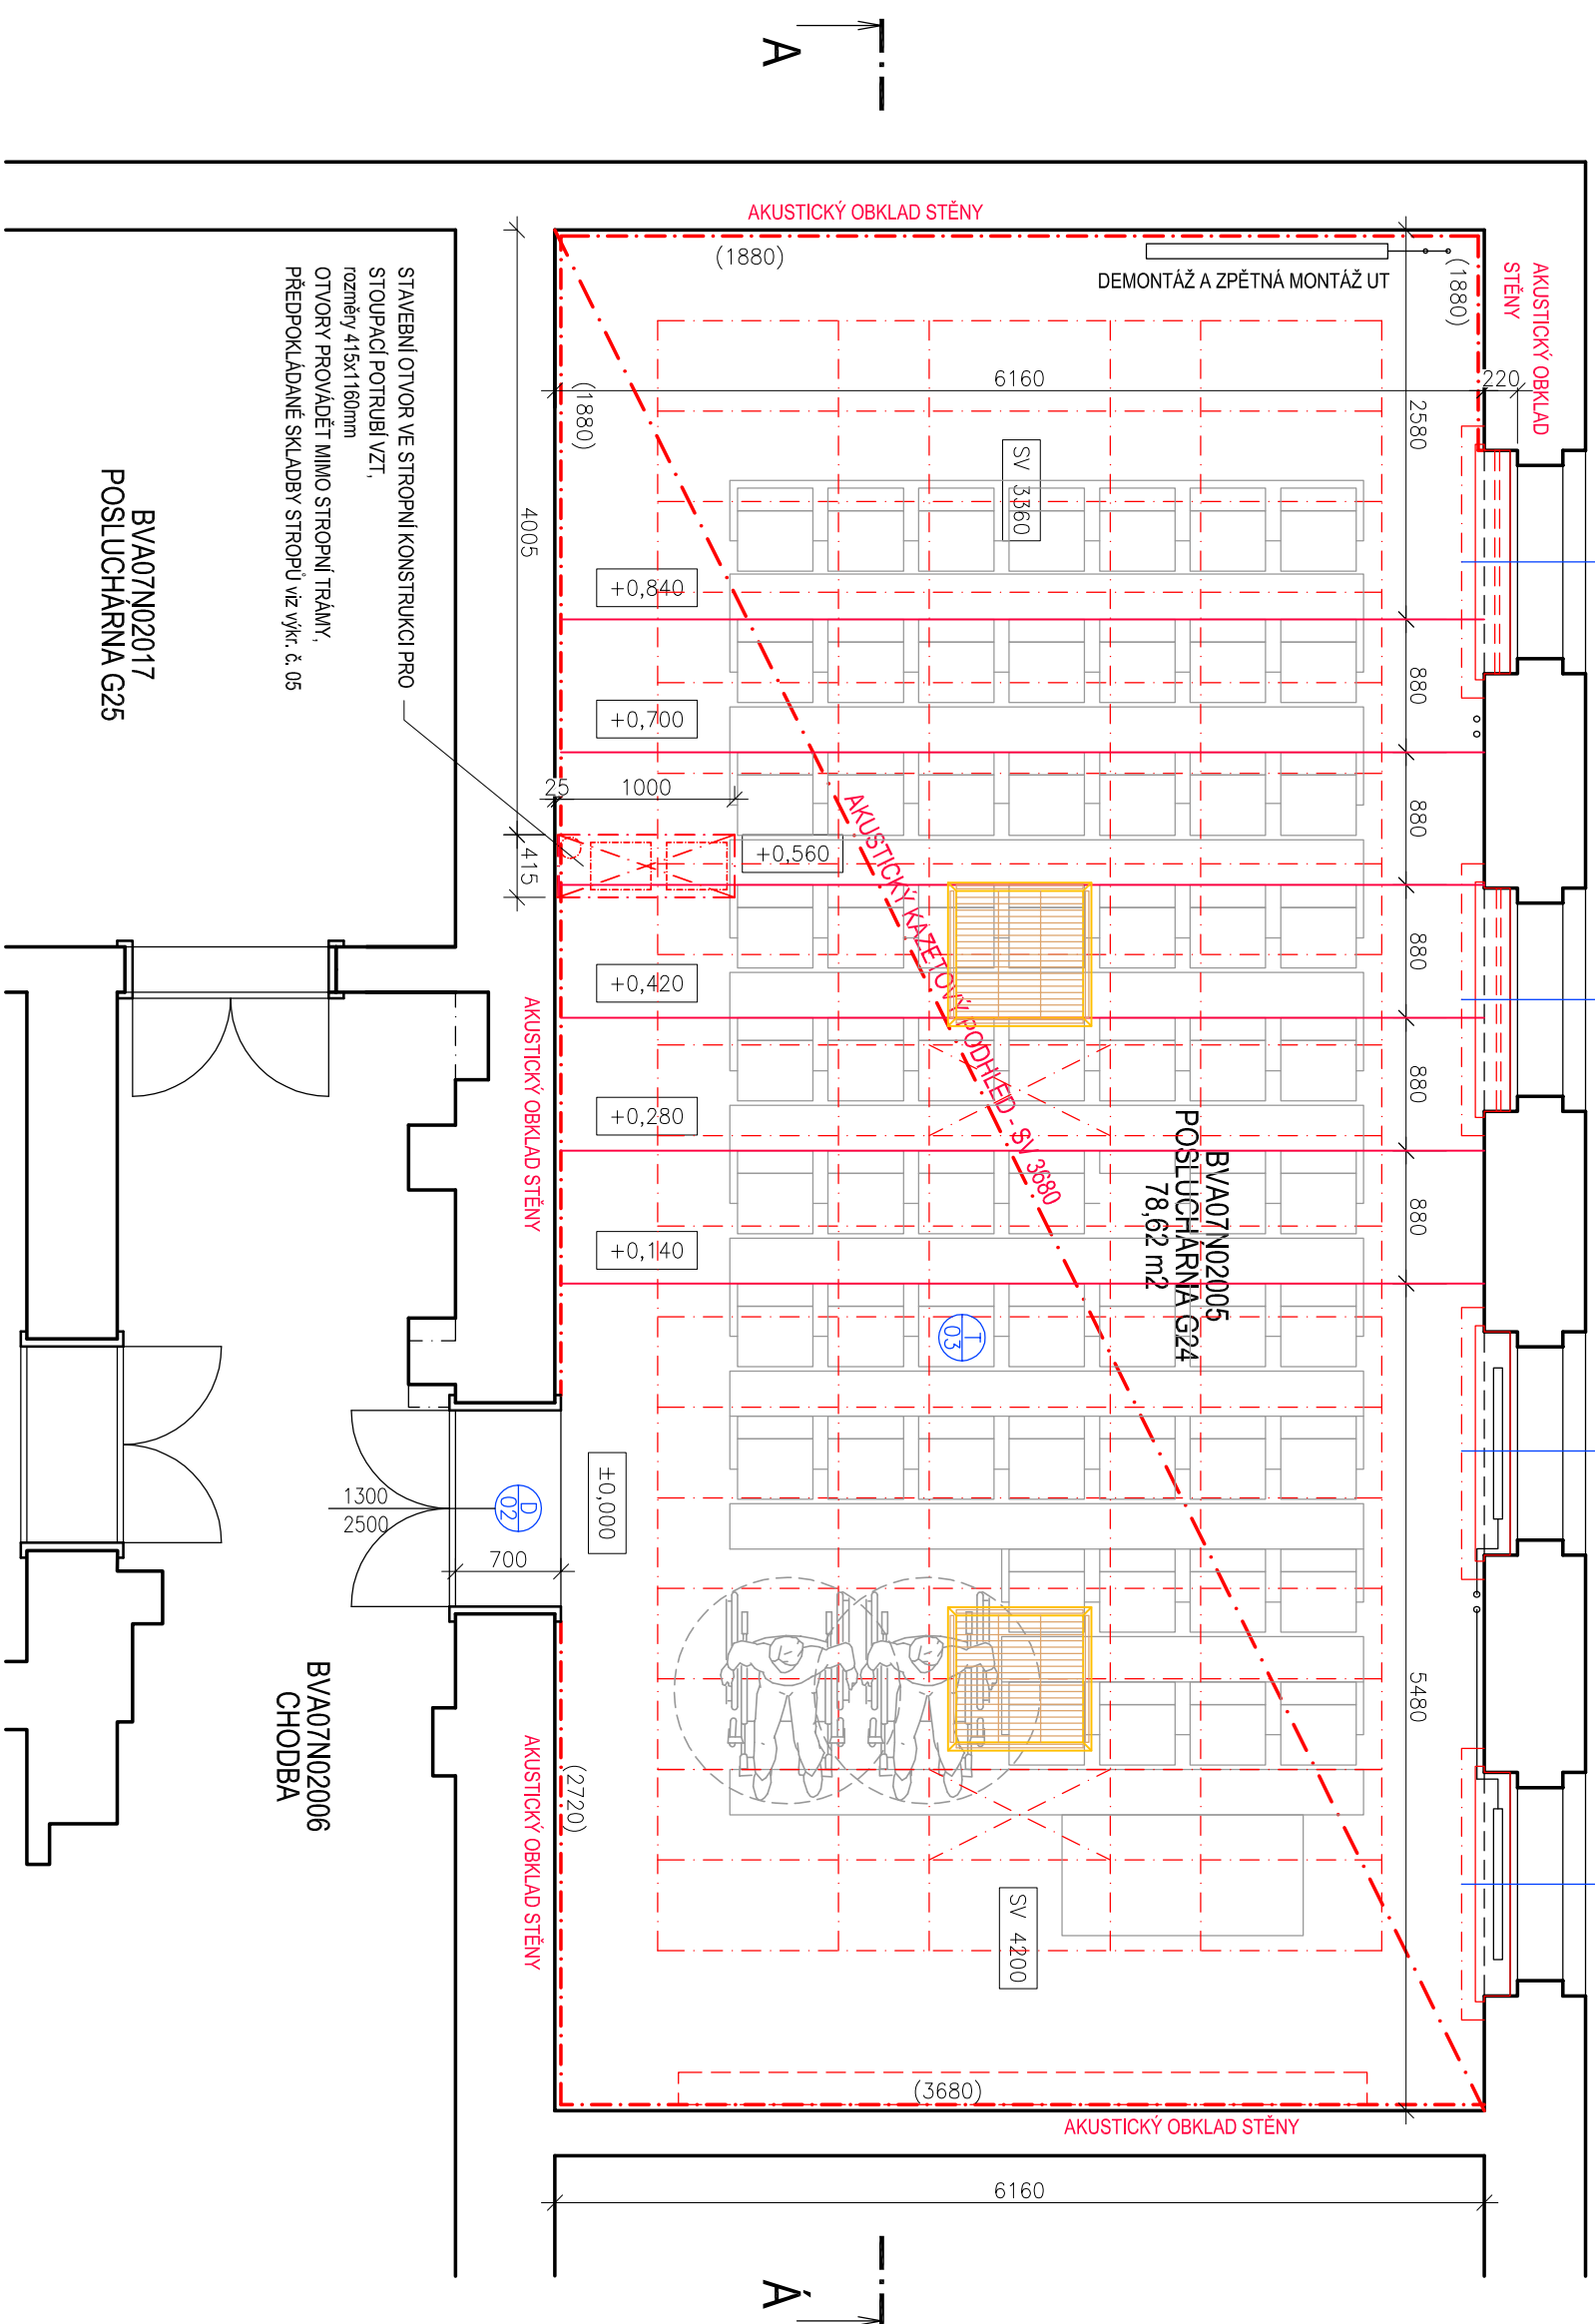 A
AKUSTICKÝ OBKLAD STĚNY
AKUSTICKÝ OBKLAD
STĚNY
(1880)
(1880)
DEMONTÁŽ A ZPĚTNÁ MONTÁŽ UT
220
6160
2580
(1880)
SV 3360
4005
STAVEBNÍ OTVOR VE STROPNÍ KONSTRUKCI PRO
STOUPACÍ POTRUBÍ VZT,
rozměry 415x1160mm
OTVORY PROVÁDĚT MIMO STROPNÍ TRÁMY,
PŘEDPOKLÁDANÉ SKLADBY STROPŮ viz výkr. č. 05
BVA07N02017
POSLUCHÁRNA G25
+0,840
880
+0,700
880
25
1000
415
+0,560
AKUSTICKÝ KAZETOVÝ PODHLED - SV 3680
880
+0,420
AKUSTICKÝ OBKLAD STĚNY
880
+0,280
BVA07N02005
POSLUCHÁRNA G24
78,62 m2
880
+0,140
T
03
±0,000
D
02
1300
2500
700
5480
BVA07N02006
CHODBA
AKUSTICKÝ OBKLAD STĚNY
(2720)
SV 4200
(3680)
AKUSTICKÝ OBKLAD STĚNY
6160
Á